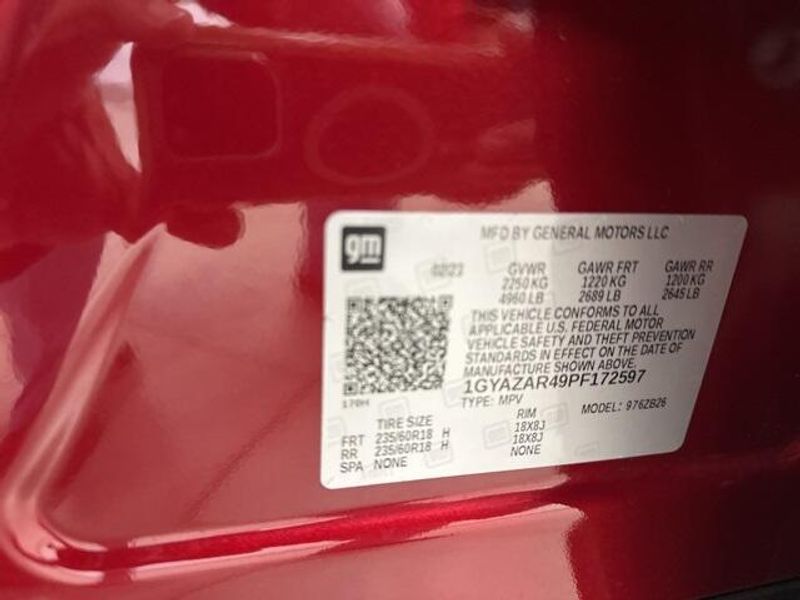 gm
MFD BY GENERAL MOTORS LLC
02/23 GVWR GAWR FRT GAWR RR
2250 KG 1220 KG 1200 KG
4960 LB 2689 LB 2645 LB
THIS VEHICLE CONFORMS TO ALL
APPLICABLE U.S. FEDERAL MOTOR
VEHICLE SAFETY AND THEFT PREVENTION
STANDARDS IN EFFECT ON THE DATE OF
MANUFACTURE SHOWN ABOVE.
1GYAZAR49PF172597
TYPE: MPV MODEL: 976ZB26
TIRE SIZE RIM
FRT 235/60R18 H 18X8J
RR 235/60R18 H 18X8J
SPA NONE NONE